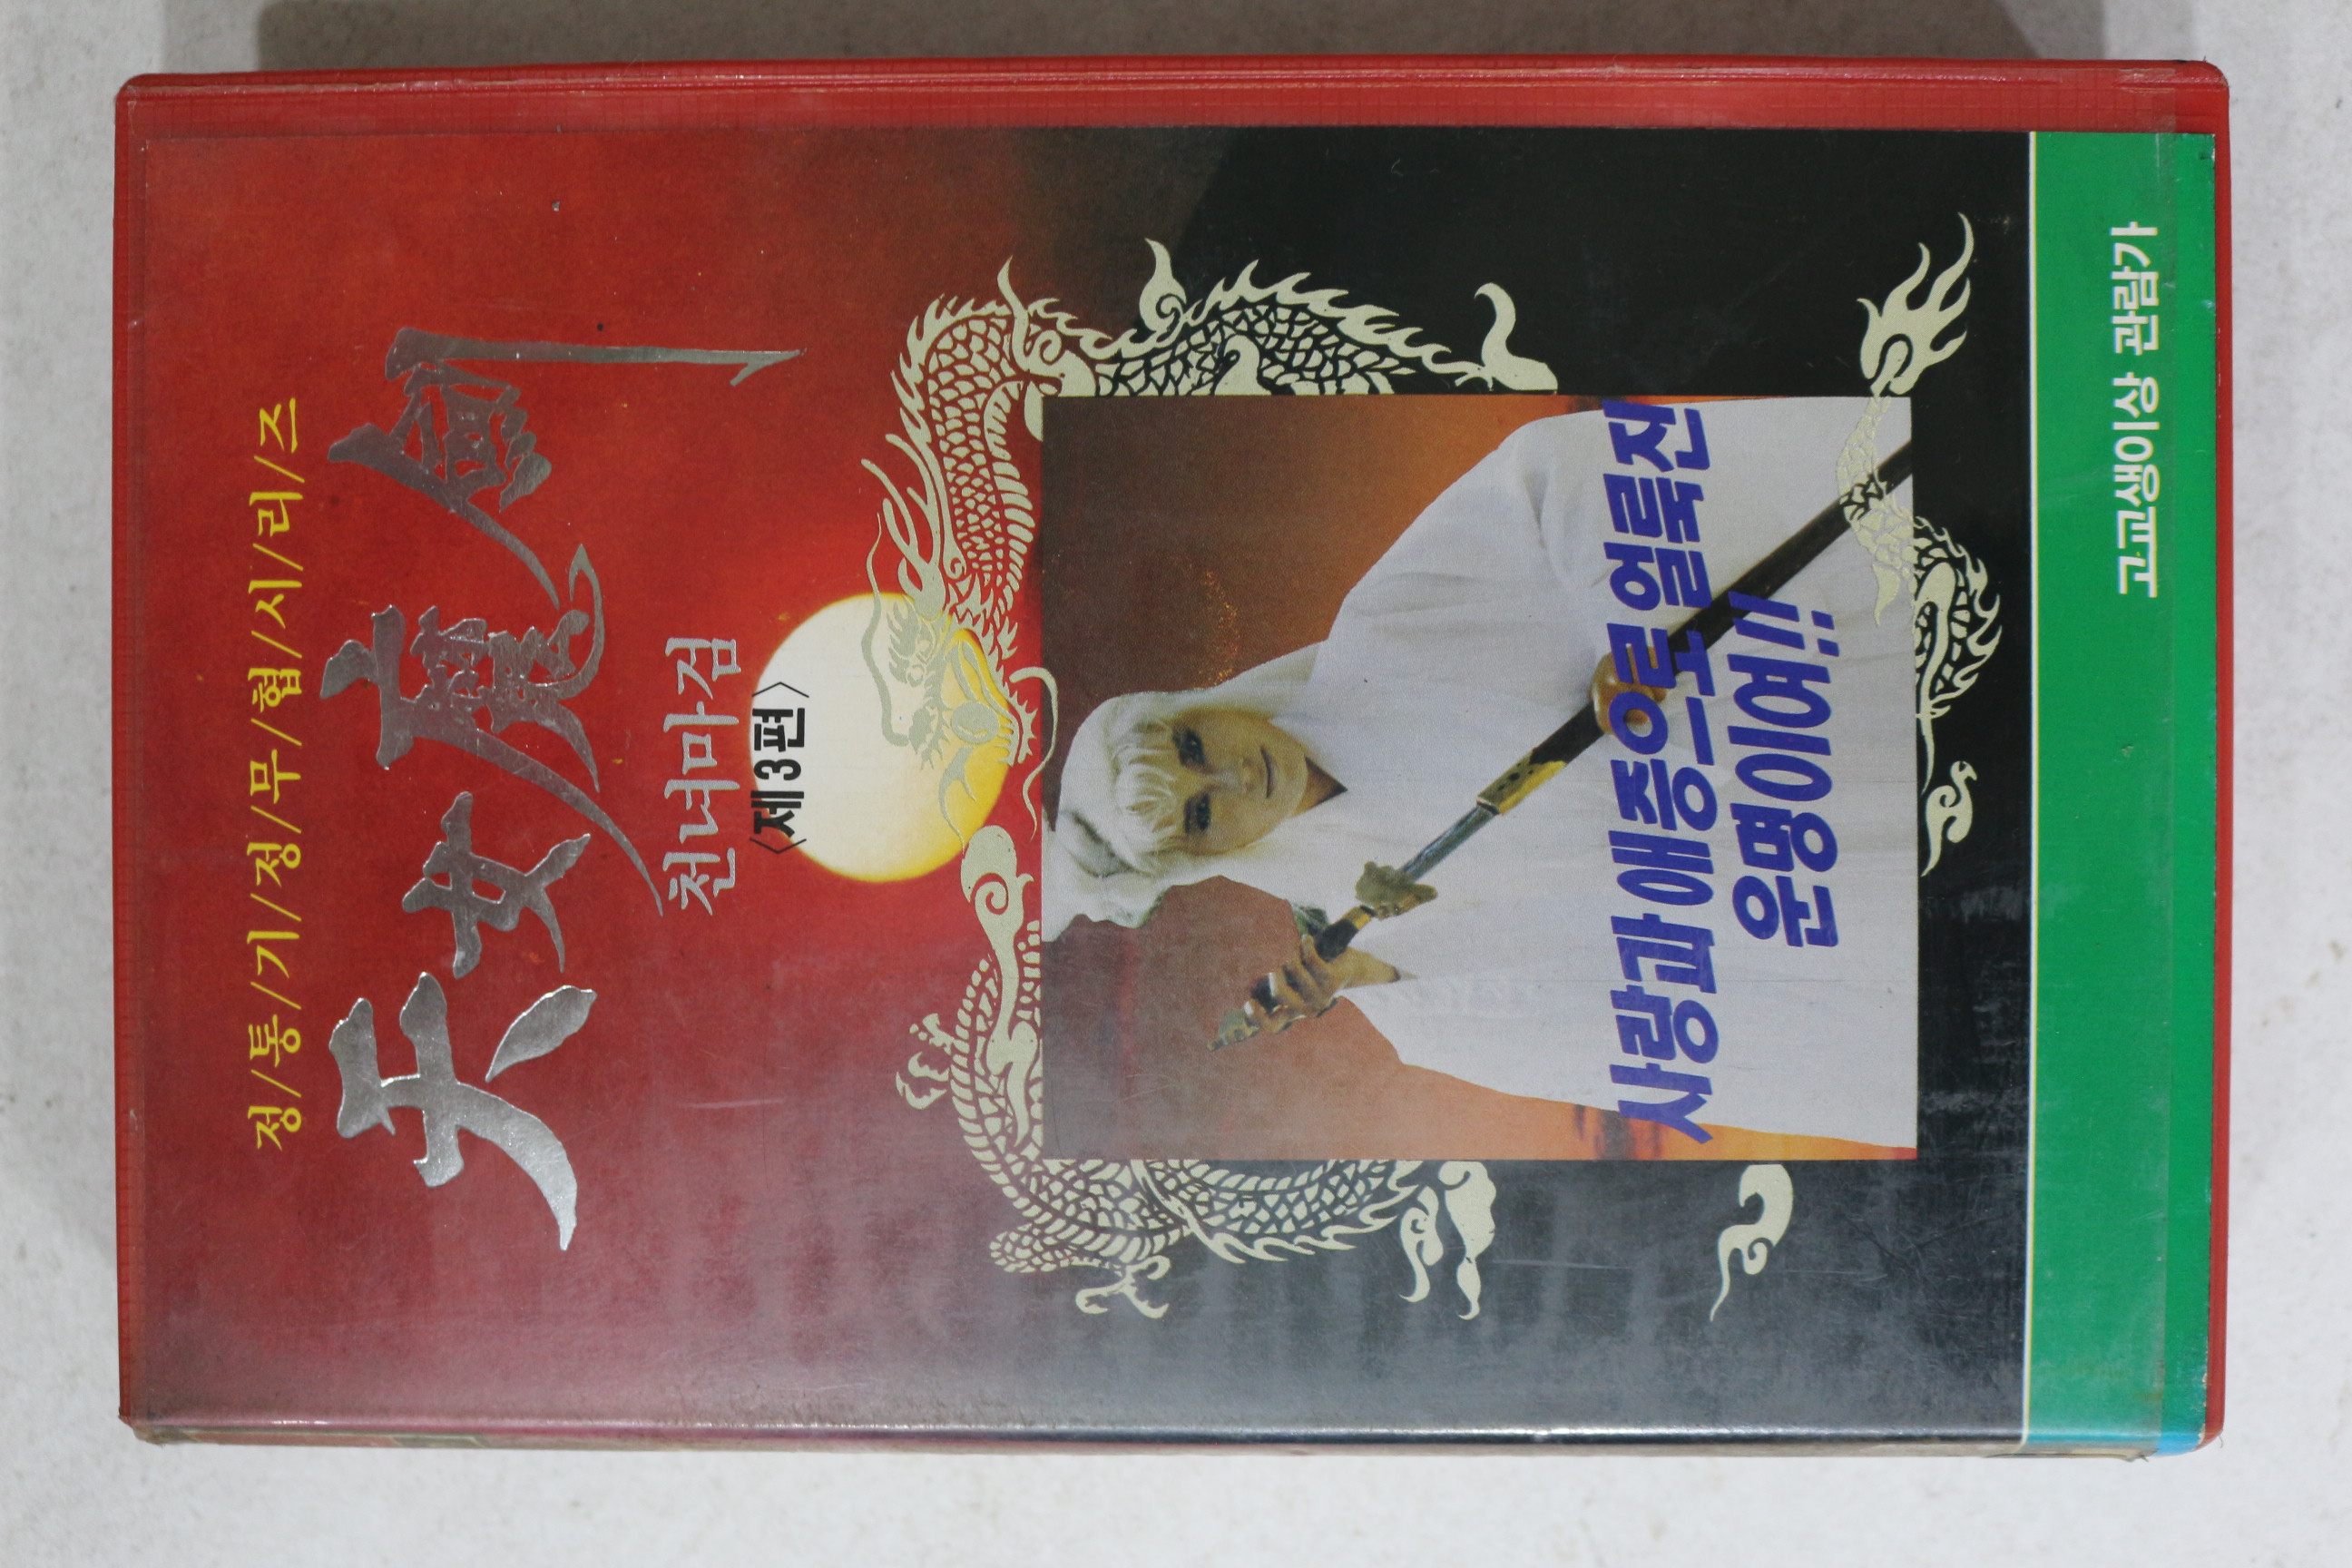 정/통/기/정/무/협/시/리/즈
天女魔劍
천녀마검
〈제3편〉
사랑과 애증으로 얼룩진
운명이여!!
고교생이상 관람가